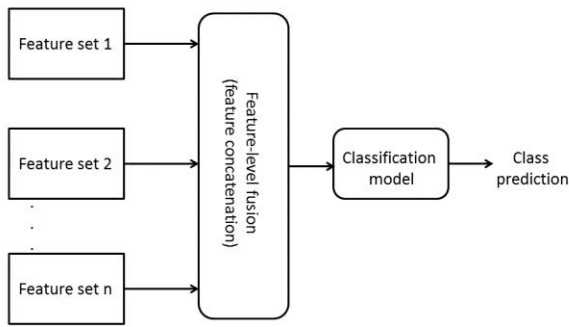 Feature set 1
Feature set 2
Feature set n
Feature-level fusion
(feature concatenation)
Classification
model
Class
prediction